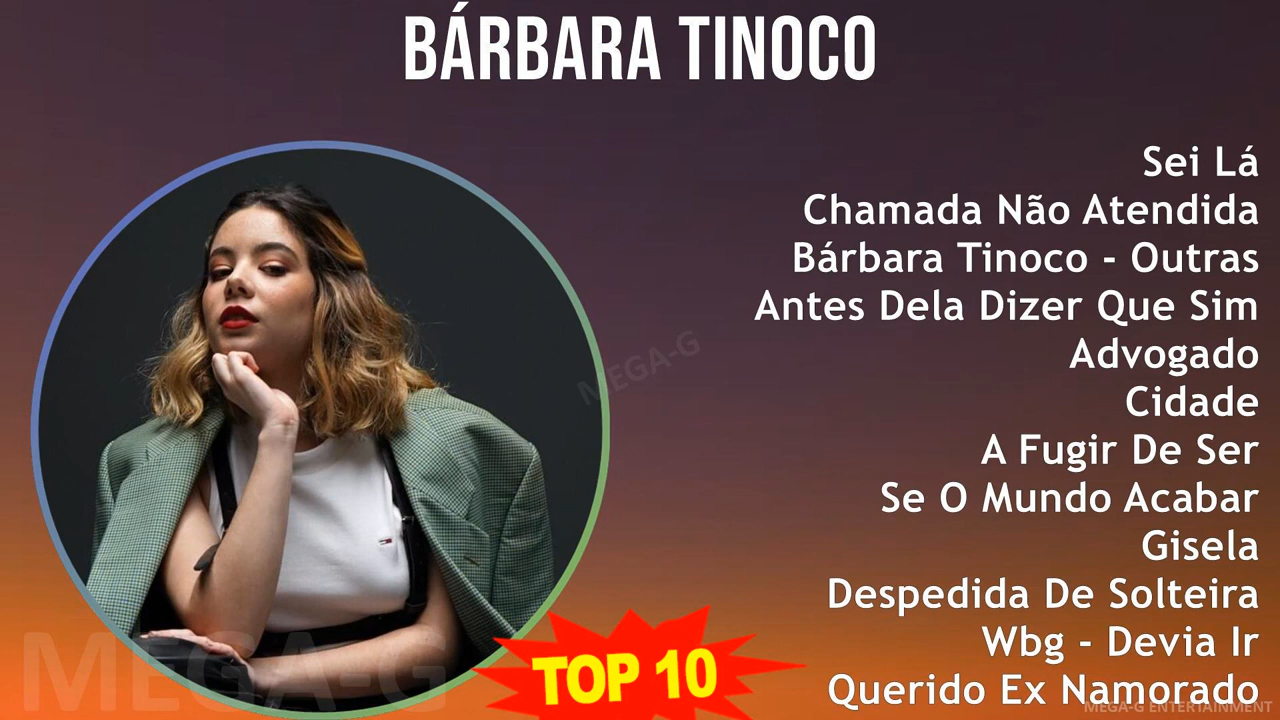 BÁRBARA TINOCO
Sei Lá
Chamada Não Atendida
Bárbara Tinoco - Outras
Antes Dela Dizer Que Sim
Advogado
Cidade
A Fugir De Ser
Se O Mundo Acabar
Gisela
Despedida De Solteira
Wbg - Devia Ir
Querido Ex Namorado
TOP 10
MEGA-G
MEGA-G
MEGA-G ENTERTAINMENT